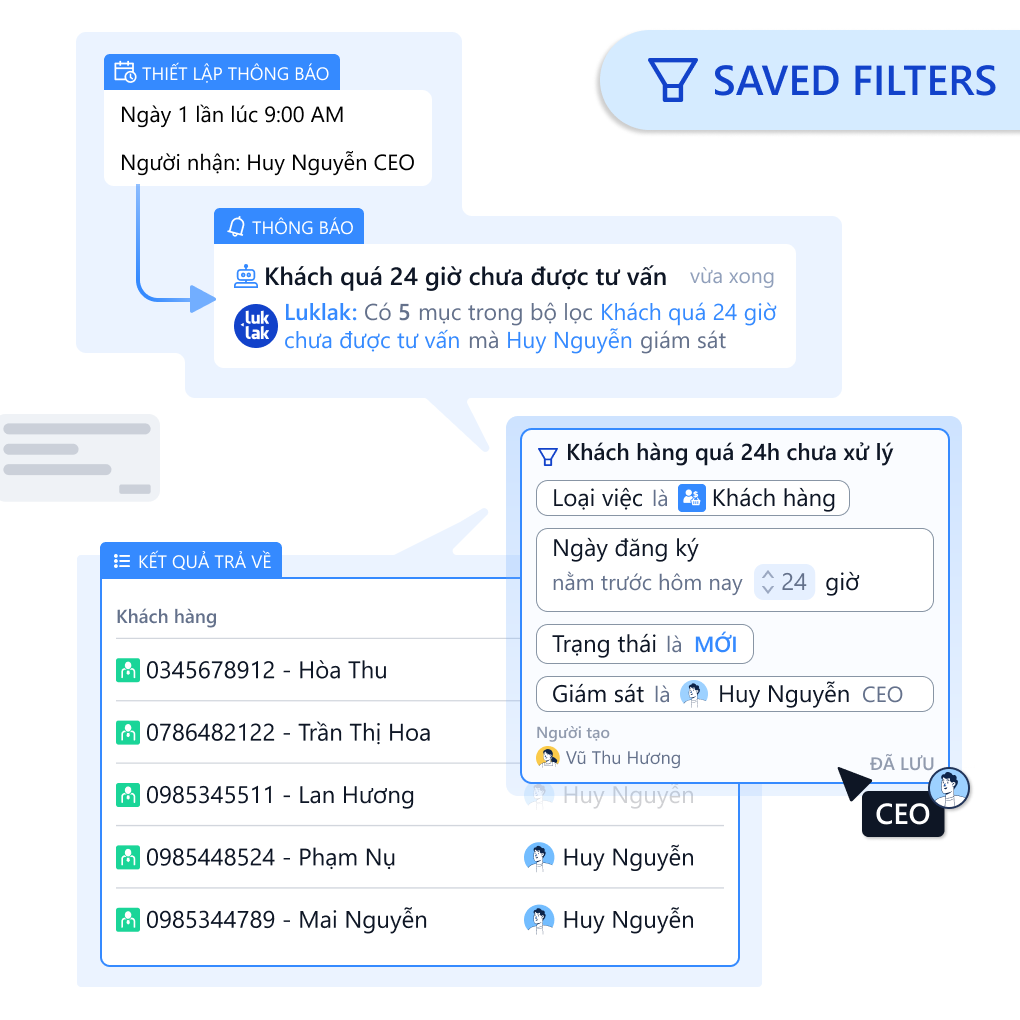 SAVED FILTERS
THIẾT LẬP THÔNG BÁO
Ngày 1 lần lúc 9:00 AM
Người nhận: Huy Nguyễn CEO
THÔNG BÁO
Khách quá 24 giờ chưa được tư vấn vừa xong
luk
lak
Luklak: Có 5 mục trong bộ lọc Khách quá 24 giờ
chưa được tư vấn mà Huy Nguyễn giám sát
Khách hàng quá 24h chưa xử lý
Loại việc là Khách hàng
Ngày đăng ký
nằm trước hôm nay 24 giờ
Trạng thái là MỚI
Giám sát là Huy Nguyễn CEO
Người tạo
Vũ Thu Hương
ĐÃ LƯU
CEO
KẾT QUẢ TRẢ VỀ
Khách hàng
0345678912 - Hòa Thu
0786482122 - Trần Thị Hoa
0985345511 - Lan Hương Huy Nguyễn
0985448524 - Phạm Nụ Huy Nguyễn
0985344789 - Mai Nguyễn Huy Nguyễn